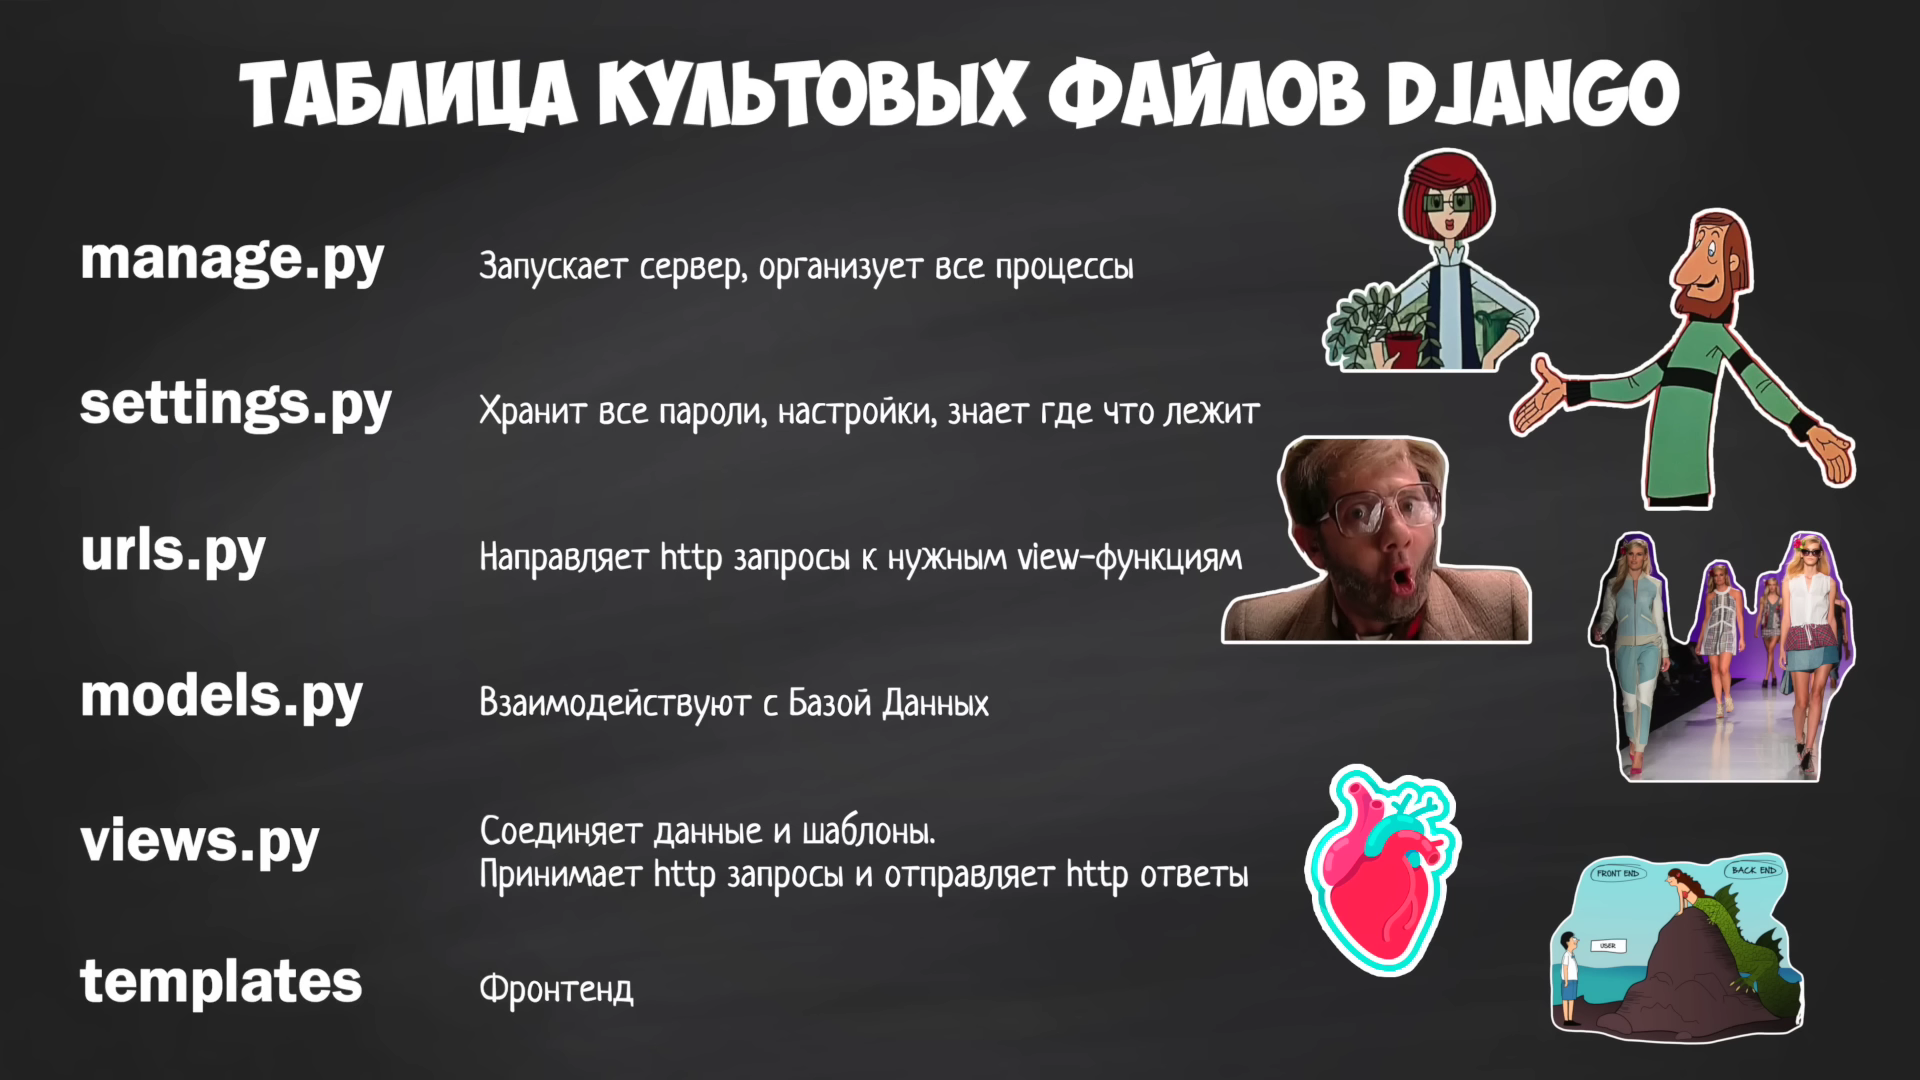 ТАБЛИЦА КУЛЬТОВЫХ ФАЙЛОВ DJANGO
manage.py
Запускает сервер, организует все процессы
settings.py
Хранит все пароли, настройки, знает где что лежит
urls.py
Направляет http запросы к нужным view-функциям
models.py
Взаимодействуют с Базой Данных
views.py
Соединяет данные и шаблоны.
Принимает http запросы и отправляет http ответы
templates
Фронтенд
FRONT END
BACK END
USER